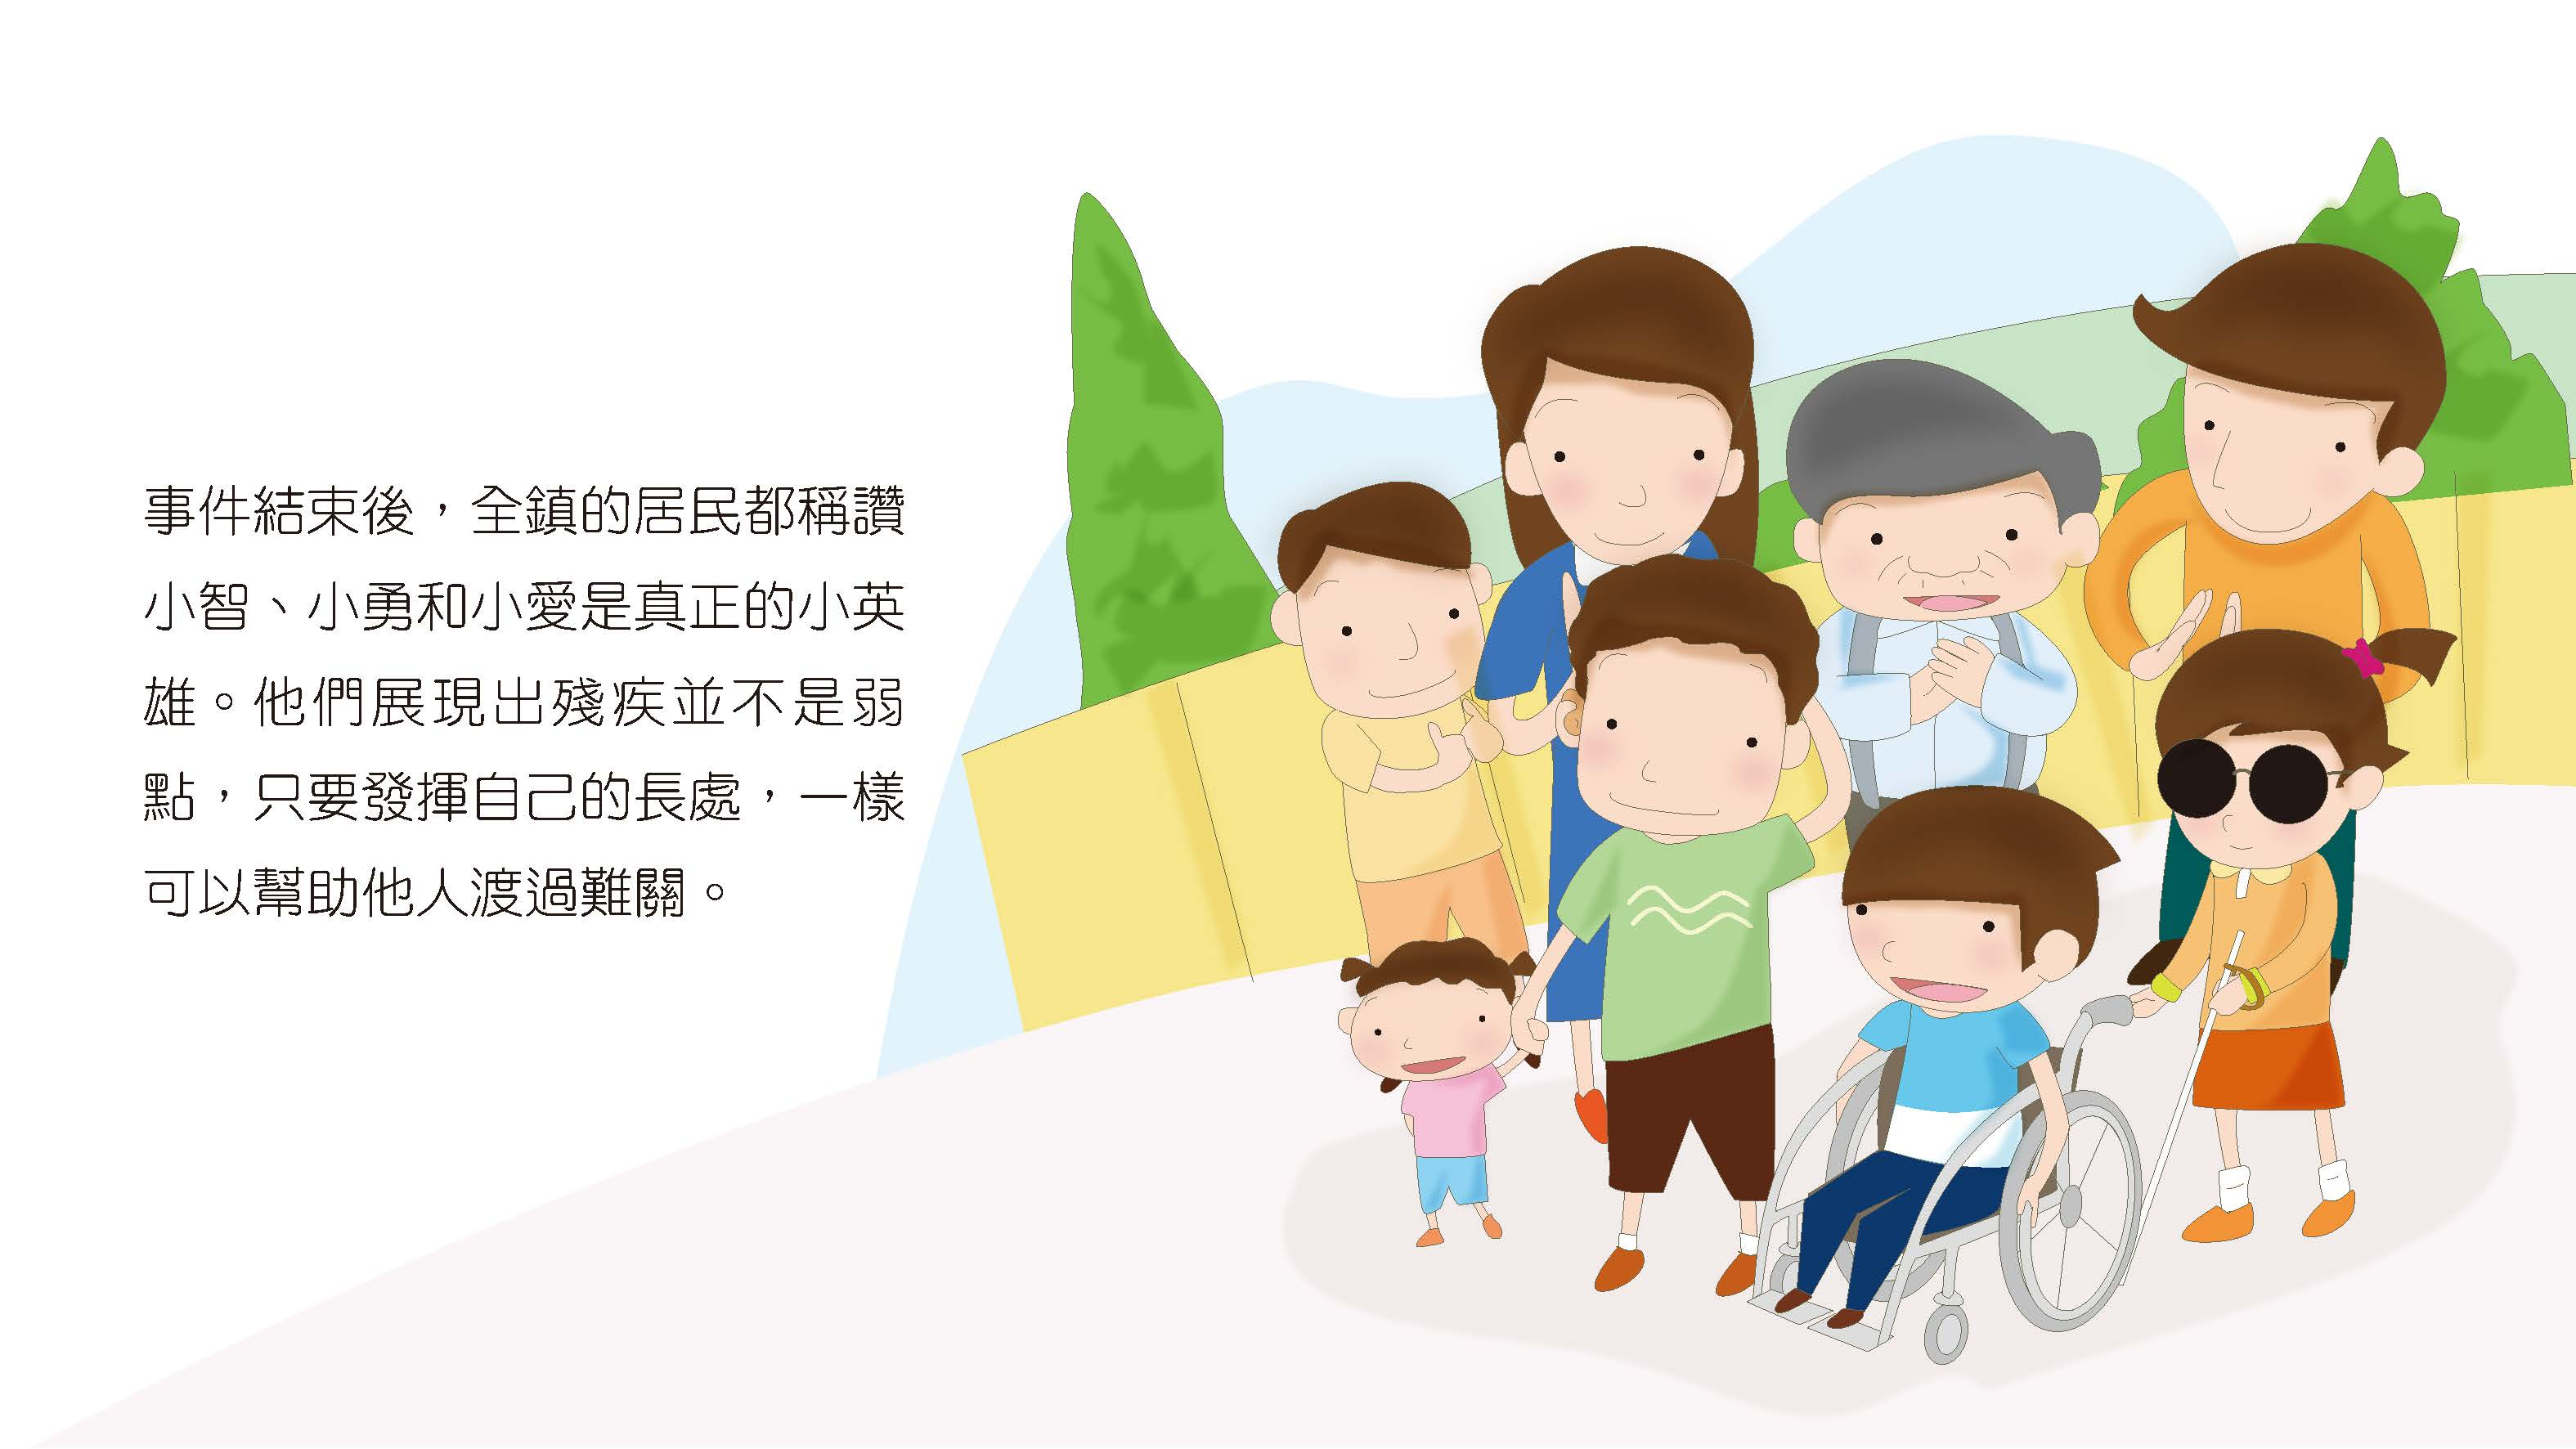 事件結束後，全鎮的居民都稱讚
小智、小勇和小愛是真正的小英
雄。他們展現出殘疾並不是弱
點，只要發揮自己的長處，一樣
可以幫助他人渡過難關。